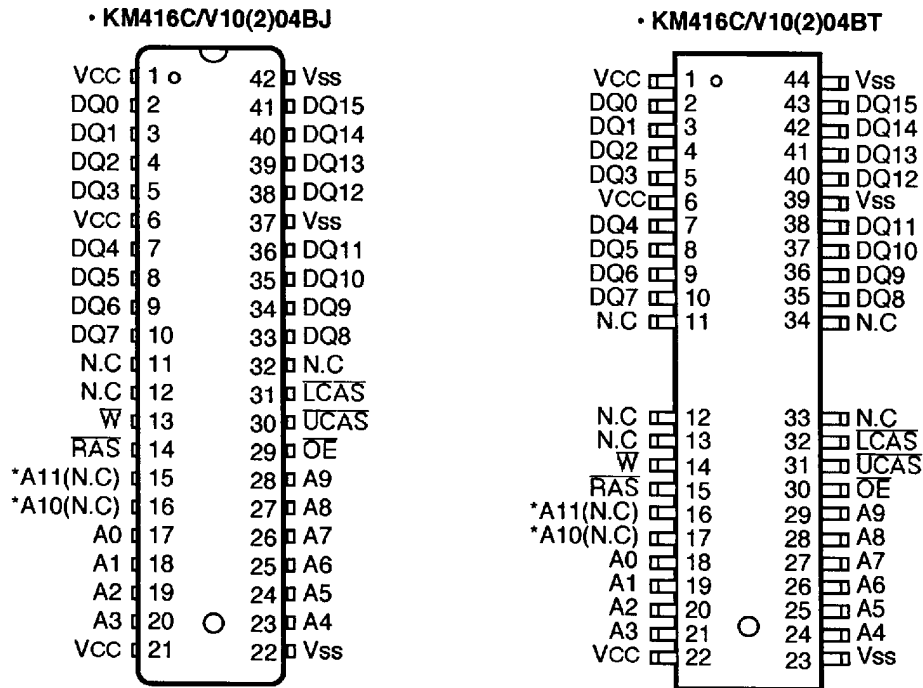 • KM416C/V10(2)04BJ
VCC 1 42 Vss
DQ0 2 41 DQ15
DQ1 3 40 DQ14
DQ2 4 39 DQ13
DQ3 5 38 DQ12
VCC 6 37 Vss
DQ4 7 36 DQ11
DQ5 8 35 DQ10
DQ6 9 34 DQ9
DQ7 10 33 DQ8
N.C 11 32 N.C
N.C 12 31 L̅C̅A̅S̅
W̅ 13 30 U̅C̅A̅S̅
R̅A̅S̅ 14 29 O̅E̅
*A11(N.C) 15 28 A9
*A10(N.C) 16 27 A8
A0 17 26 A7
A1 18 25 A6
A2 19 24 A5
A3 20 23 A4
VCC 21 22 Vss
• KM416C/V10(2)04BT
VCC 1 44 Vss
DQ0 2 43 DQ15
DQ1 3 42 DQ14
DQ2 4 41 DQ13
DQ3 5 40 DQ12
VCC 6 39 Vss
DQ4 7 38 DQ11
DQ5 8 37 DQ10
DQ6 9 36 DQ9
DQ7 10 35 DQ8
N.C 11 34 N.C
N.C 12 33 N.C
N.C 13 32 L̅C̅A̅S̅
W̅ 14 31 U̅C̅A̅S̅
R̅A̅S̅ 15 30 O̅E̅
*A11(N.C) 16 29 A9
*A10(N.C) 17 28 A8
A0 18 27 A7
A1 19 26 A6
A2 20 25 A5
A3 21 24 A4
VCC 22 23 Vss